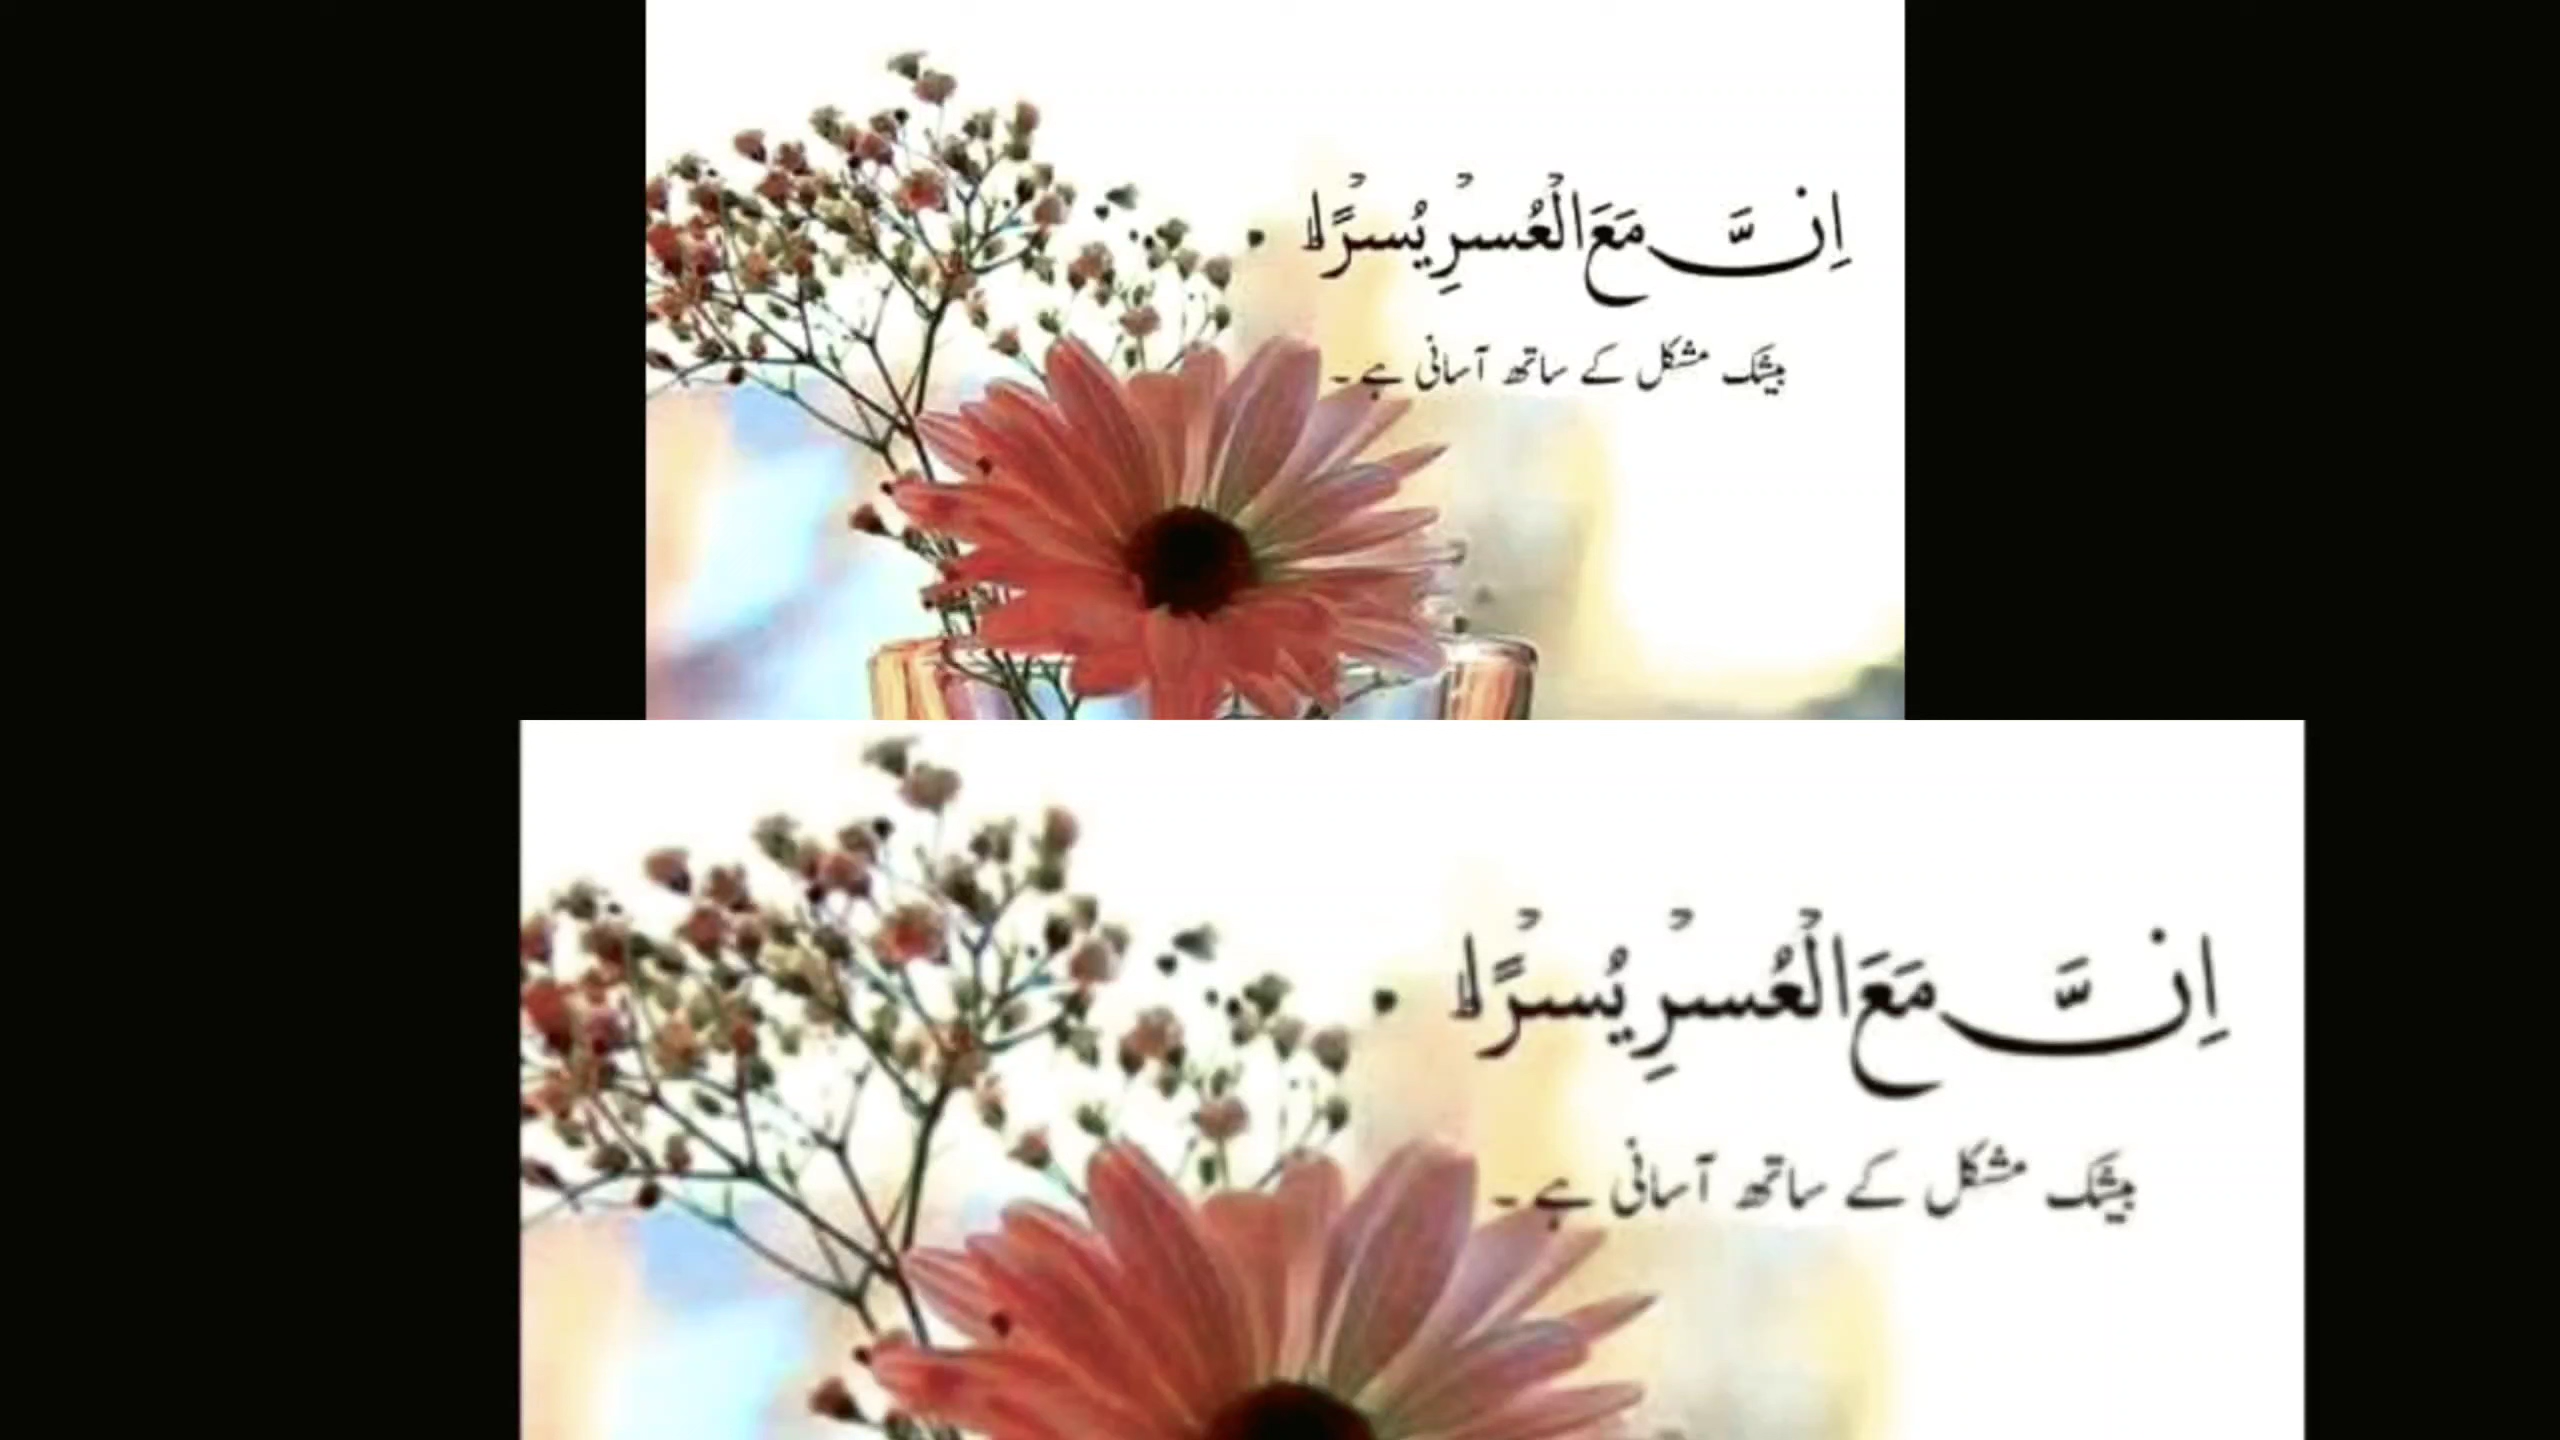 اِنَّ مَعَ الْعُسْرِ يُسْرًا ؕ
بیشک مشکل کے ساتھ آسانی ہے ۔
اِنَّ مَعَ الْعُسْرِ يُسْرًا ؕ
بیشک مشکل کے ساتھ آسانی ہے ۔